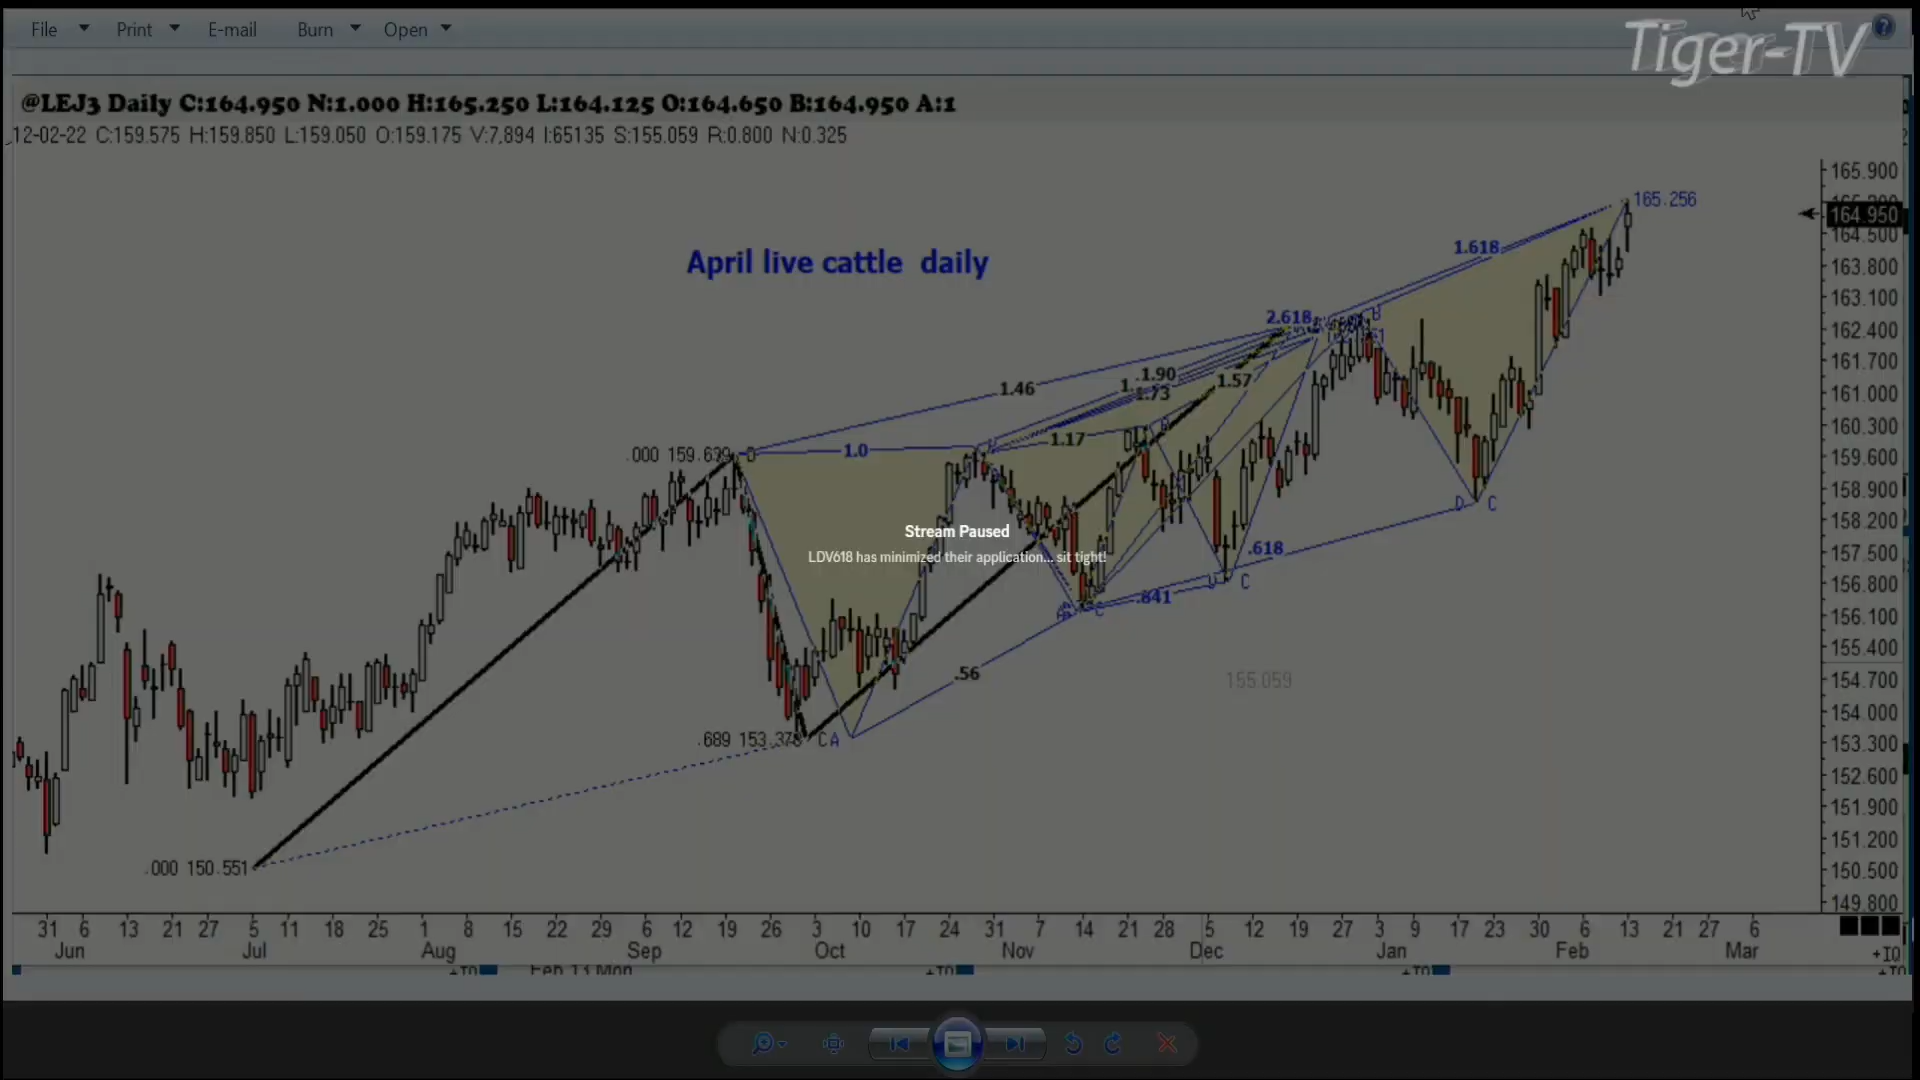 File Print E-mail Burn Open
Tiger-TV
@LEJ3 Daily C:164.950 N:1.000 H:165.250 L:164.125 O:164.650 B:164.950 A:1
12-02-22 C:159.575 H:159.850 L:159.050 O:159.175 V:7,894 I:65135 S:155.059 R:0.800 N:0.325
165.900
165.256
164.950
164.500
1.618
April live cattle daily
163.800
163.100
2.618
B
162.400
161.700
1.90
1.57
1.46
1.73
161.000
160.300
1.17
B
1.0
.000 159.699
159.600
158.900
D C
158.200
Stream Paused
LDV618 has minimized their application... sit tight!
.618
157.500
156.800
C
.841
156.100
155.400
.56
155.059
154.700
154.000
.689 153.378 CA
153.300
152.600
151.900
151.200
.000 150.551
150.500
149.800
31 6 13 21 27 5 11 18 25 1 8 15 22 29 6 12 19 26 3 10 17 24 31 7 14 21 28 5 12 19 27 3 9 17 23 30 6 13 21 27 6
Jun Jul Aug Sep Oct Nov Dec Jan Feb Mar
+IQ